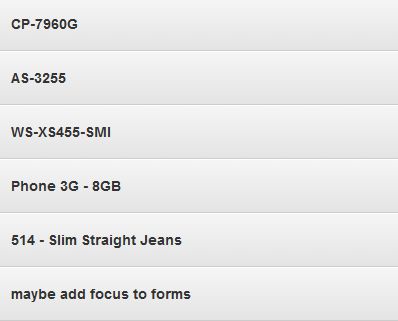 CP-7960G
AS-3255
WS-XS455-SMI
Phone 3G - 8GB
514 - Slim Straight Jeans
maybe add focus to forms